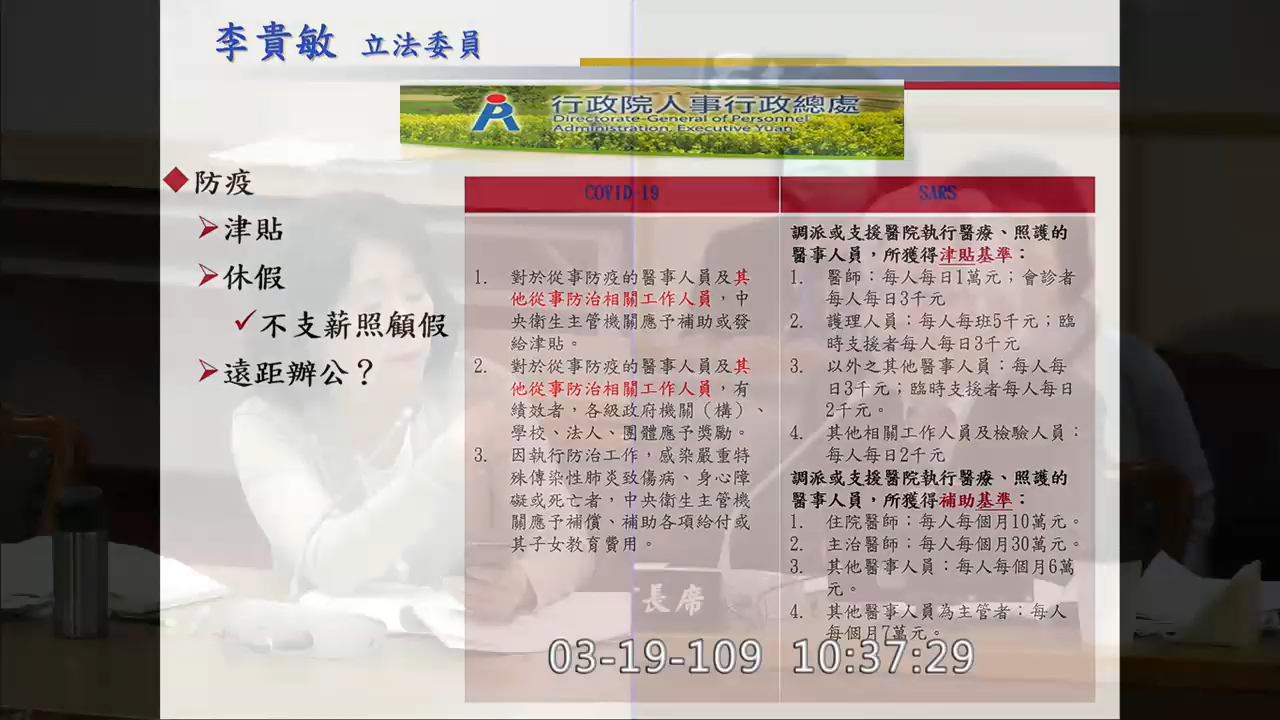 李貴敏 立法委員
行政院人事行政總處
Directorate-General of Personnel
Administration, Executive Yuan
防疫
津貼
休假
不支薪照顧假
遠距辦公？
COVID-19
1. 對於從事防疫的醫事人員及其
他從事防治相關工作人員，中
央衛生主管機關應予補助或發
給津貼。
2. 對於從事防疫的醫事人員及其
他從事防治相關工作人員，有
績效者，各級政府機關（構）、
學校、法人、團體應予獎勵。
3. 因執行防治工作，感染嚴重特
殊傳染性肺炎致傷病、身心障
礙或死亡者，中央衛生主管機
關應予補償、補助各項給付或
其子女教育費用。
SARS
調派或支援醫院執行醫療、照護的
醫事人員，所獲得津貼基準：
1. 醫師：每人每日1萬元；會診者
每人每日3千元
2. 護理人員：每人每班5千元；臨
時支援者每人每日3千元
3. 以外之其他醫事人員：每人每
日3千元；臨時支援者每人每日
2千元。
4. 其他相關工作人員及檢驗人員：
每人每日2千元
調派或支援醫院執行醫療、照護的
醫事人員，所獲得補助基準：
1. 住院醫師：每人每個月10萬元。
2. 主治醫師：每人每個月30萬元。
3. 其他醫事人員：每人每個月6萬
元。
4. 其他醫事人員為主管者：每人
每個月7萬元。
長席
03-19-109 10:37:29